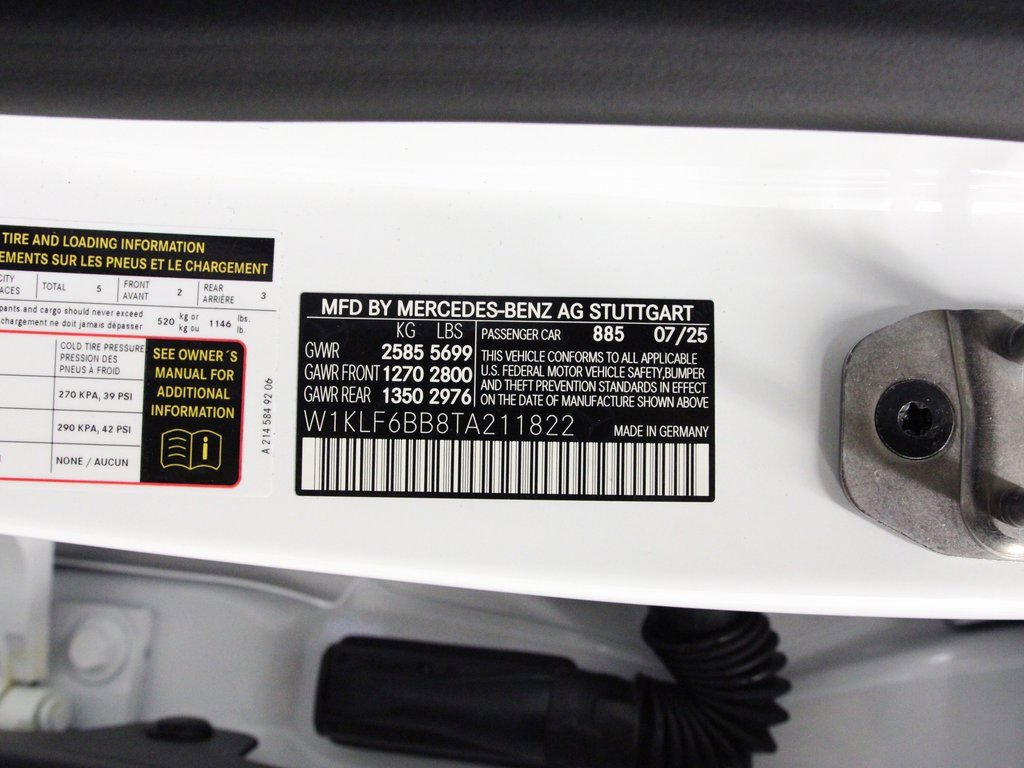 TIRE AND LOADING INFORMATION
SUR LES PNEUS ET LE CHARGEMENT
TOTAL 5
FRONT
AVANT 2
REAR
ARRIÈRE 3
and cargo should never exceed
chargement ne doit jamais dépasser
520 kg or
kg ou
1146 lbs.
lb.
COLD TIRE PRESSURE
PRESSION DES
PNEUS À FROID
270 KPA, 39 PSI
290 KPA, 42 PSI
NONE / AUCUN
SEE OWNER´S
MANUAL FOR
ADDITIONAL
INFORMATION
i
A 214 584 92 06
MFD BY MERCEDES-BENZ AG STUTTGART
KG LBS
GVWR 2585 5699
GAWR FRONT 1270 2800
GAWR REAR 1350 2976
PASSENGER CAR 885 07/25
THIS VEHICLE CONFORMS TO ALL APPLICABLE
U.S. FEDERAL MOTOR VEHICLE SAFETY,BUMPER
AND THEFT PREVENTION STANDARDS IN EFFECT
ON THE DATE OF MANUFACTURE SHOWN ABOVE
W1KLF6BB8TA211822
MADE IN GERMANY